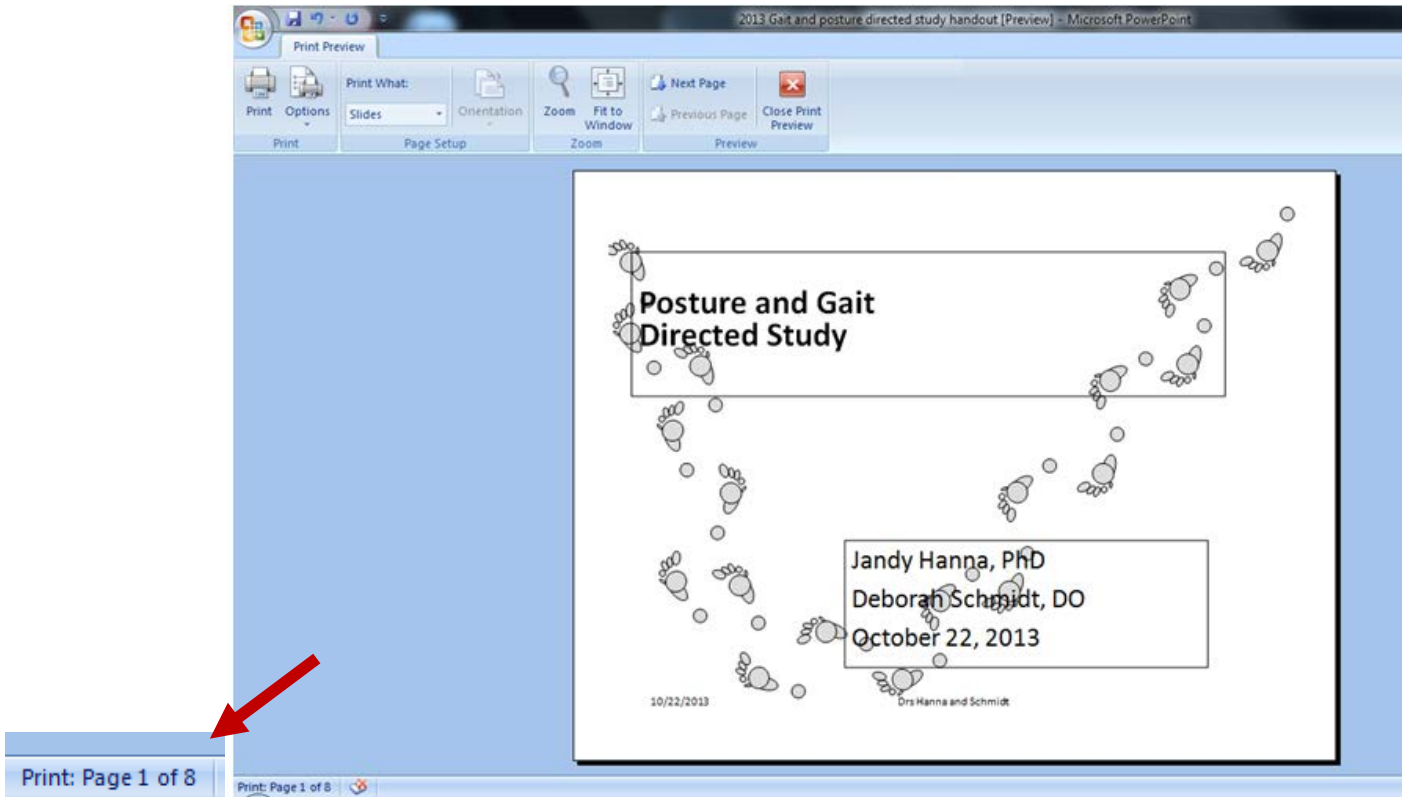 2013 Gait and posture directed study handout [Preview] - Microsoft PowerPoint
Print Preview
Print
Options
Print What:
Slides
Orientation
Zoom
Fit to
Window
Next Page
Previous Page
Close Print
Preview
Print
Page Setup
Zoom
Preview
Posture and Gait
Directed Study
Jandy Hanna, PhD
Deborah Schmidt, DO
October 22, 2013
10/22/2013
Drs Hanna and Schmidt
Print: Page 1 of 8
Print: Page 1 of 8